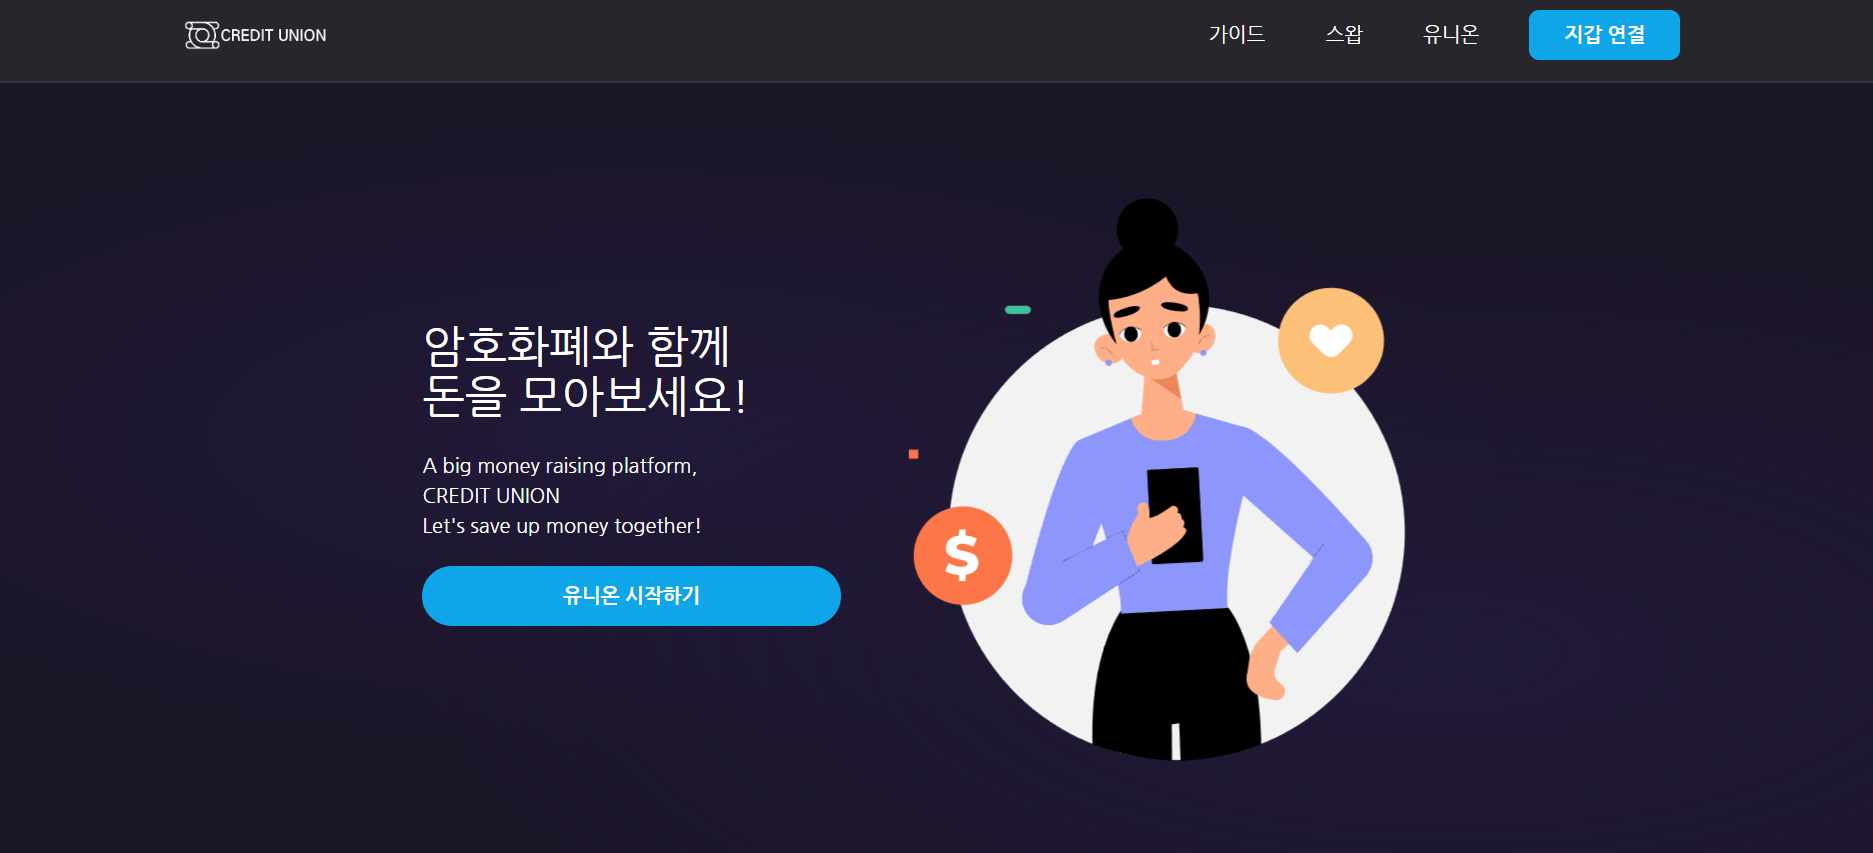 CREDIT UNION
가이드
스왑
유니온
지갑 연결
암호화폐와 함께
돈을 모아보세요!
A big money raising platform,
CREDIT UNION
Let's save up money together!
유니온 시작하기
$